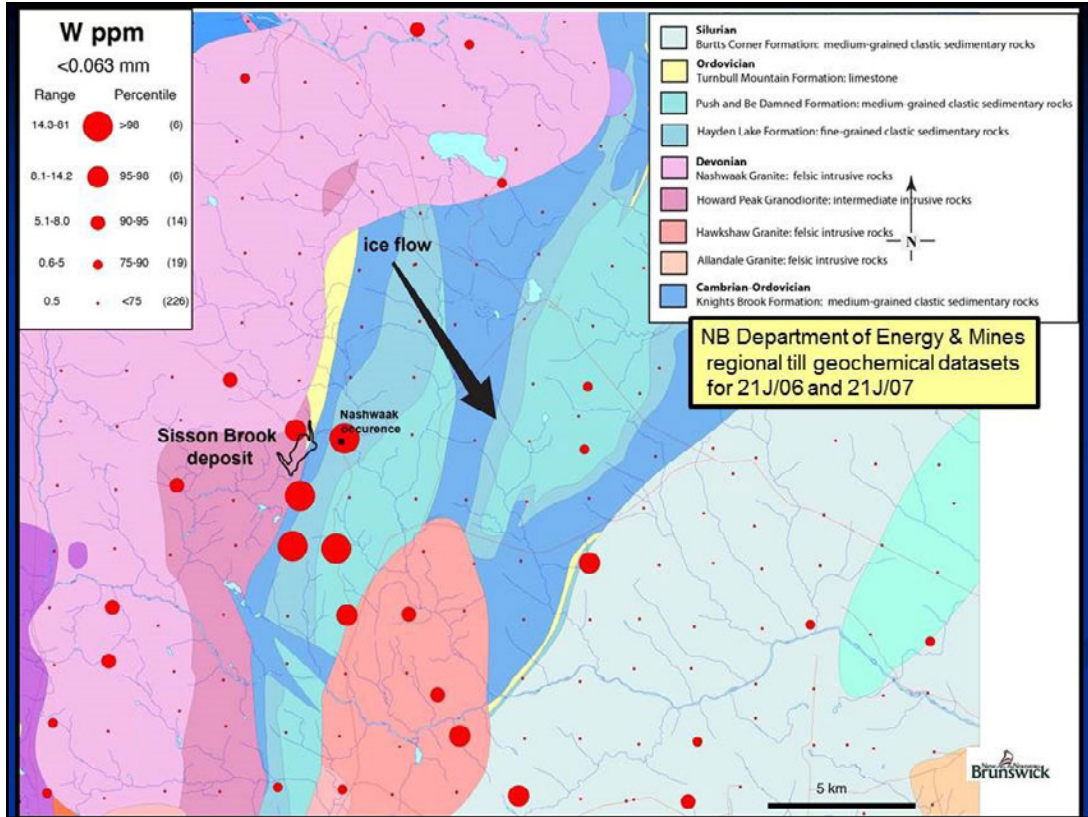 W ppm
<0.063 mm
Range Percentile
14.3-81 >98 (6)
8.1-14.2 95-98 (6)
5.1-8.0 90-95 (14)
0.6-5 75-90 (19)
0.5 <75 (226)
Silurian
Burtts Corner Formation: medium-grained clastic sedimentary rocks
Ordovician
Turnbull Mountain Formation: limestone
Push and Be Damned Formation: medium-grained clastic sedimentary rocks
Hayden Lake Formation: fine-grained clastic sedimentary rocks
Devonian
Nashwaak Granite: felsic intrusive rocks
Howard Peak Granodiorite: intermediate intrusive rocks
Hawkshaw Granite: felsic intrusive rocks
N
Allandale Granite: felsic intrusive rocks
Cambrian-Ordovician
Knights Brook Formation: medium-grained clastic sedimentary rocks
NB Department of Energy & Mines
regional till geochemical datasets
for 21J/06 and 21J/07
ice flow
Nashwaak
occurence
Sisson Brook
deposit
5 km
Brunswick